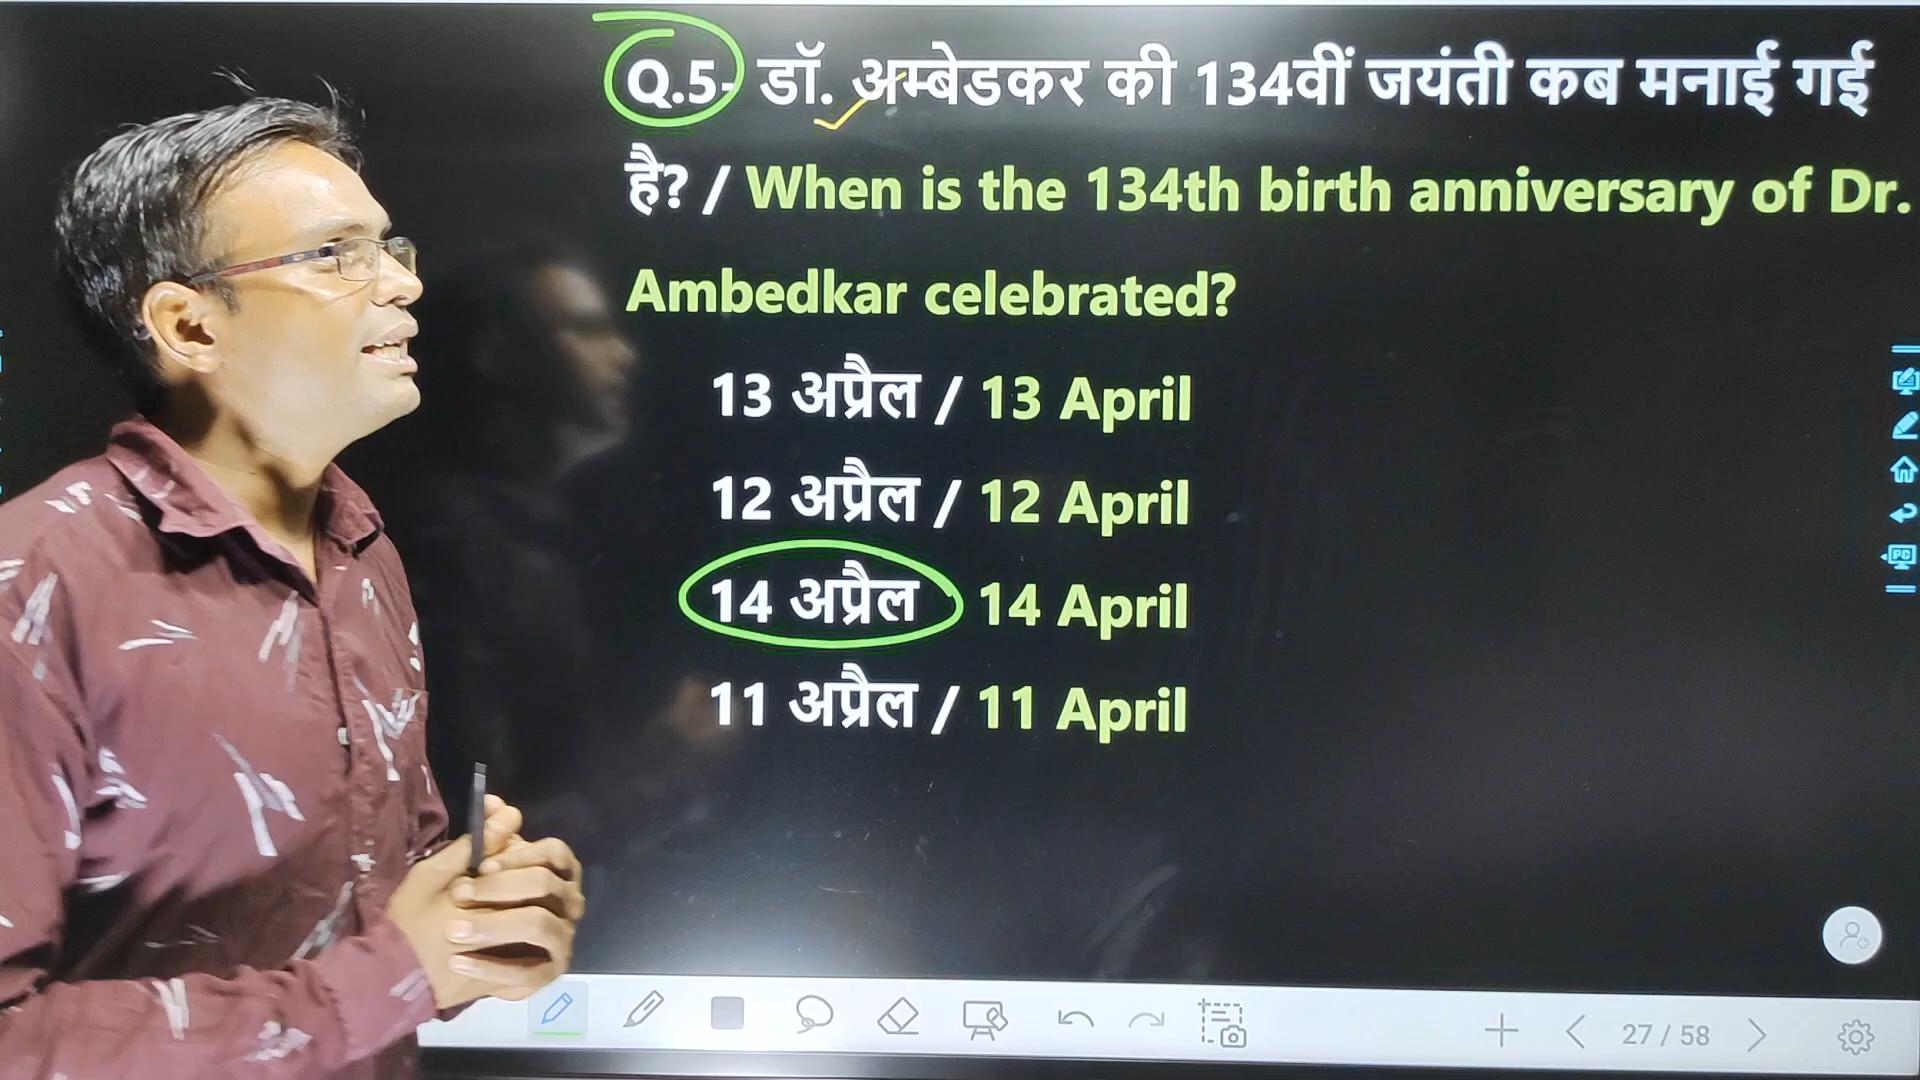 Q.5- डॉ. अम्बेडकर की 134वीं जयंती कब मनाई गई
है? / When is the 134th birth anniversary of Dr.
Ambedkar celebrated?
13 अप्रैल / 13 April
12 अप्रैल / 12 April
14 अप्रैल 14 April
11 अप्रैल / 11 April
PC
27 / 58